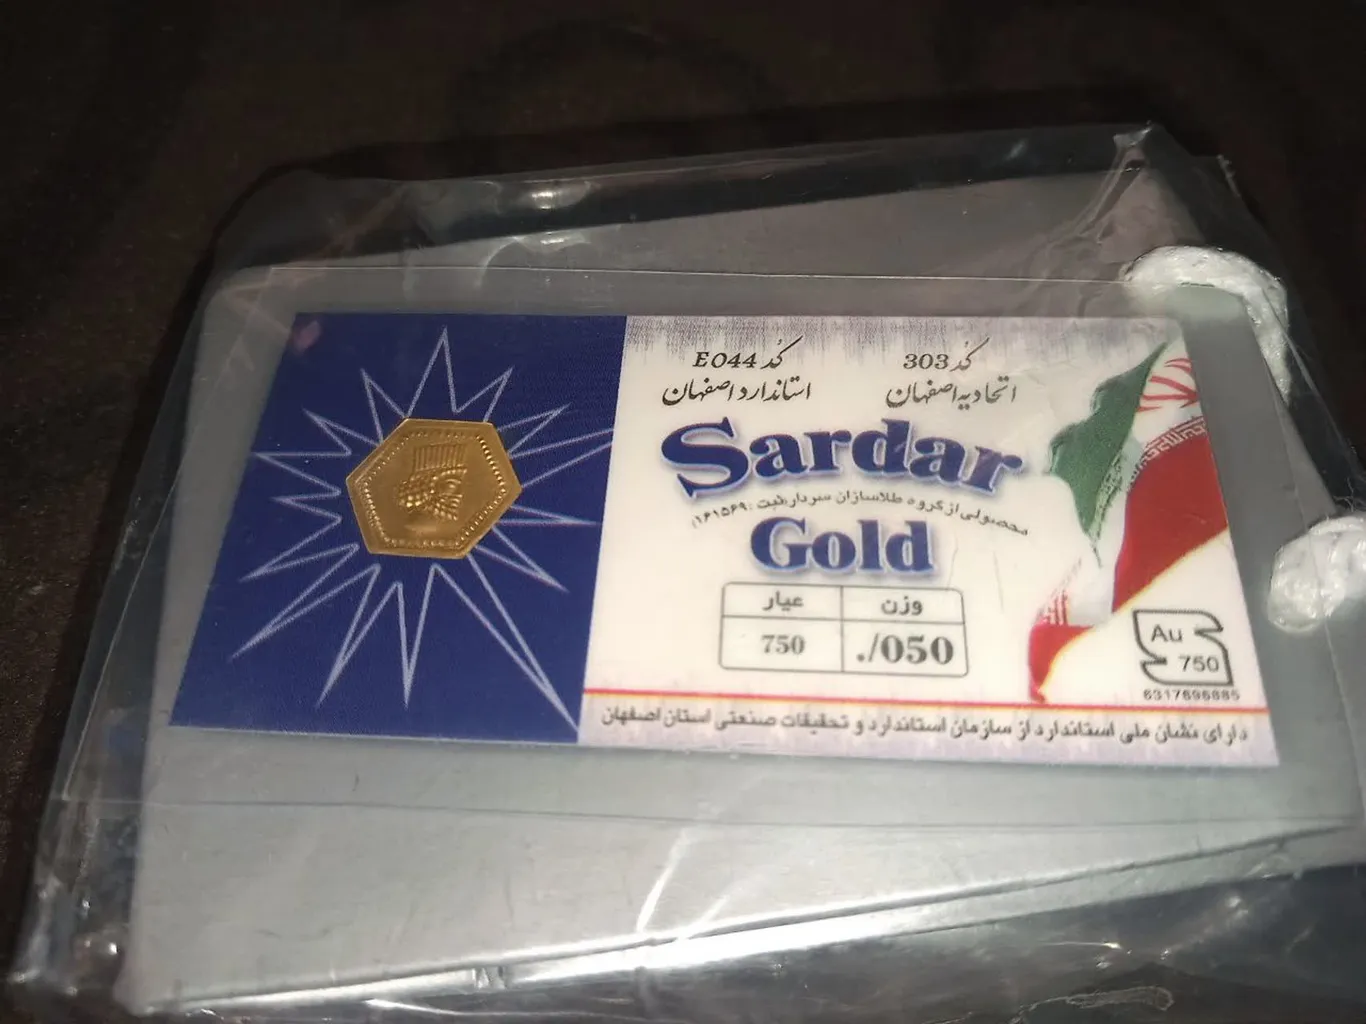 کد 303 کد E044
اتحادیه اصفهان استاندارد اصفهان
Sardar
محصولی از گروه طلاسازان سردار (ثبت : ۱۶۱۵۶۹)
Gold
وزن عیار
./050 750
Au
750
6317696885
دارای نشان ملی استاندارد از سازمان استاندارد و تحقیقات صنعتی استان اصفهان